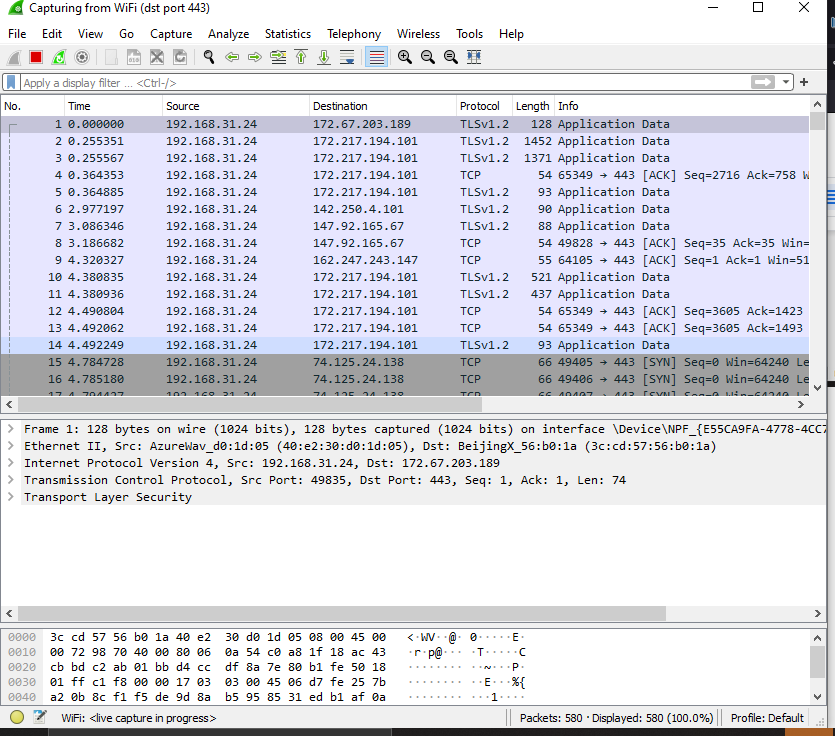 Capturing from WiFi (dst port 443)
File Edit View Go Capture Analyze Statistics Telephony Wireless Tools Help
Apply a display filter ... <Ctrl-/>
No. Time Source Destination Protocol Length Info
1 0.000000 192.168.31.24 172.67.203.189 TLSv1.2 128 Application Data
2 0.255351 192.168.31.24 172.217.194.101 TLSv1.2 1452 Application Data
3 0.255567 192.168.31.24 172.217.194.101 TLSv1.2 1371 Application Data
4 0.364353 192.168.31.24 172.217.194.101 TCP 54 65349 → 443 [ACK] Seq=2716 Ack=758 W
5 0.364885 192.168.31.24 172.217.194.101 TLSv1.2 93 Application Data
6 2.977197 192.168.31.24 142.250.4.101 TLSv1.2 90 Application Data
7 3.086346 192.168.31.24 147.92.165.67 TLSv1.2 88 Application Data
8 3.186682 192.168.31.24 147.92.165.67 TCP 54 49828 → 443 [ACK] Seq=35 Ack=35 Win=
9 4.320327 192.168.31.24 162.247.243.147 TCP 55 64105 → 443 [ACK] Seq=1 Ack=1 Win=51
10 4.380835 192.168.31.24 172.217.194.101 TLSv1.2 521 Application Data
11 4.380936 192.168.31.24 172.217.194.101 TLSv1.2 437 Application Data
12 4.490804 192.168.31.24 172.217.194.101 TCP 54 65349 → 443 [ACK] Seq=3605 Ack=1423
13 4.492062 192.168.31.24 172.217.194.101 TCP 54 65349 → 443 [ACK] Seq=3605 Ack=1493
14 4.492249 192.168.31.24 172.217.194.101 TLSv1.2 93 Application Data
15 4.784728 192.168.31.24 74.125.24.138 TCP 66 49405 → 443 [SYN] Seq=0 Win=64240 Le
16 4.785180 192.168.31.24 74.125.24.138 TCP 66 49406 → 443 [SYN] Seq=0 Win=64240 Le
Frame 1: 128 bytes on wire (1024 bits), 128 bytes captured (1024 bits) on interface \Device\NPF_{E55CA9FA-4778-4CC7
Ethernet II, Src: AzureWav_d0:1d:05 (40:e2:30:d0:1d:05), Dst: BeijingX_56:b0:1a (3c:cd:57:56:b0:1a)
Internet Protocol Version 4, Src: 192.168.31.24, Dst: 172.67.203.189
Transmission Control Protocol, Src Port: 49835, Dst Port: 443, Seq: 1, Ack: 1, Len: 74
Transport Layer Security
0000 3c cd 57 56 b0 1a 40 e2 30 d0 1d 05 08 00 45 00 <·WV··@· 0·····E·
0010 00 72 98 70 40 00 80 06 0a 54 c0 a8 1f 18 ac 43 ·r·p@··· ·T·····C
0020 cb bd c2 ab 01 bb d4 cc df 8a 7e 80 b1 fe 50 18 ········ ··~···P·
0030 01 ff c1 f8 00 00 17 03 03 00 45 06 d7 fe 25 7b ········ ··E···%{
0040 a2 0b 8c f1 f5 de 9d 8a b5 95 85 31 ed b1 af 0a ········ ···1····
WiFi: <live capture in progress>
Packets: 580 · Displayed: 580 (100.0%)
Profile: Default